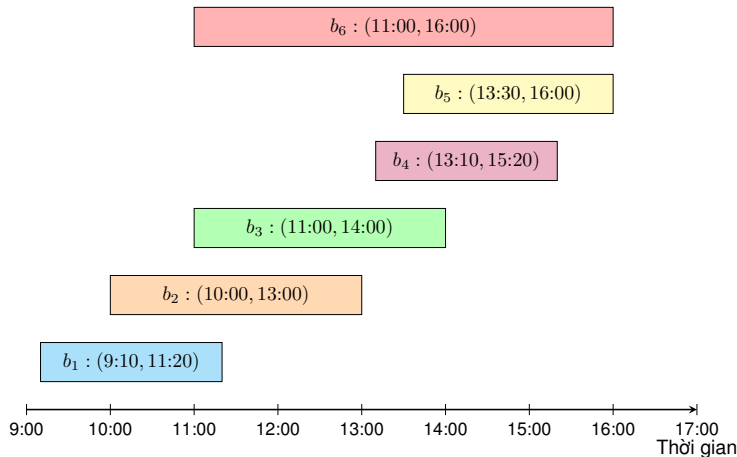 b₆ : (11:00, 16:00)
b₅ : (13:30, 16:00)
b₄ : (13:10, 15:20)
b₃ : (11:00, 14:00)
b₂ : (10:00, 13:00)
b₁ : (9:10, 11:20)
9:00 10:00 11:00 12:00 13:00 14:00 15:00 16:00 17:00
Thời gian